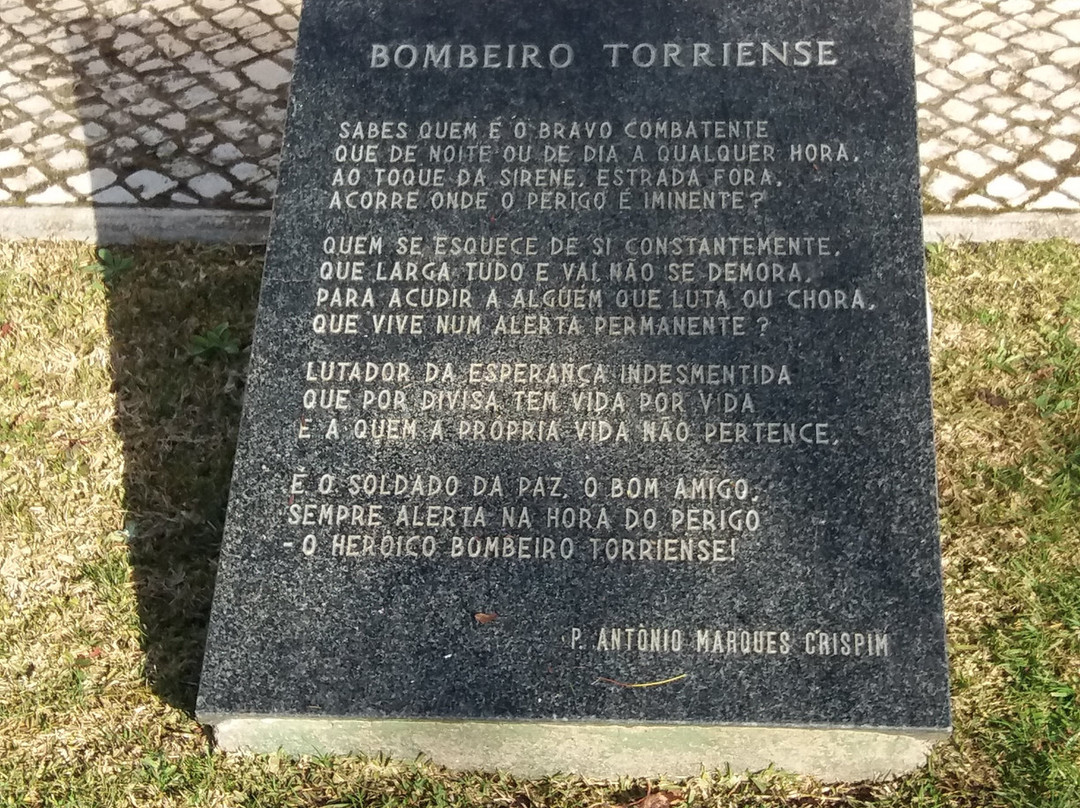 BOMBEIRO TORRIENSE
SABES QUEM É O BRAVO COMBATENTE
QUE DE NOITE OU DE DIA A QUALQUER HORA,
AO TOQUE DA SIRENE, ESTRADA FORA,
ACORRE ONDE O PERIGO É IMINENTE?
QUEM SE ESQUECE DE SI CONSTANTEMENTE,
QUE LARGA TUDO E VAI, NÃO SE DEMORA,
PARA ACUDIR A ALGUÉM QUE LUTA OU CHORA,
QUE VIVE NUM ALERTA PERMANENTE?
LUTADOR DA ESPERANÇA INDESMENTIDA
QUE POR DIVISA TEM VIDA POR VIDA
E A QUEM A PRÓPRIA VIDA NÃO PERTENCE,
É O SOLDADO DA PAZ, O BOM AMIGO,
SEMPRE ALERTA NA HORA DO PERIGO
- O HERÓICO BOMBEIRO TORRIENSE!
P. ANTÓNIO MARQUES CRISPIM